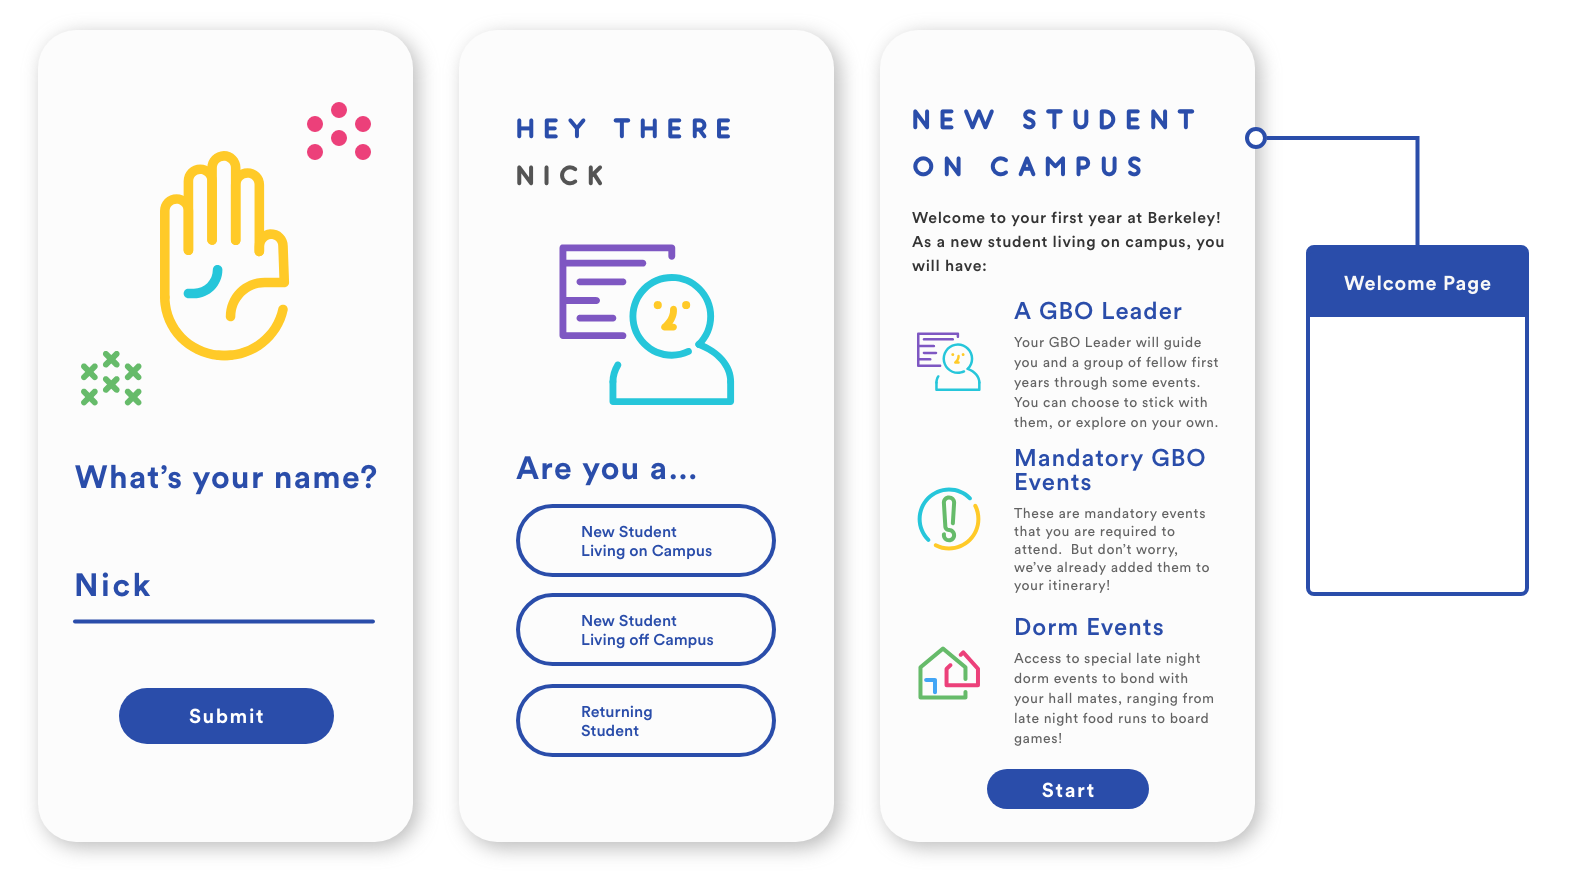 What’s your name?
Nick
Submit
HEY THERE
NICK
Are you a...
New Student
Living on Campus
New Student
Living off Campus
Returning
Student
NEW STUDENT
ON CAMPUS
Welcome to your first year at Berkeley!
As a new student living on campus, you
will have:
A GBO Leader
Your GBO Leader will guide
you and a group of fellow first
years through some events.
You can choose to stick with
them, or explore on your own.
Mandatory GBO
Events
These are mandatory events
that you are required to
attend.  But don’t worry,
we’ve already added them to
your itinerary!
Dorm Events
Access to special late night
dorm events to bond with
your hall mates, ranging from
late night food runs to board
games!
Start
Welcome Page